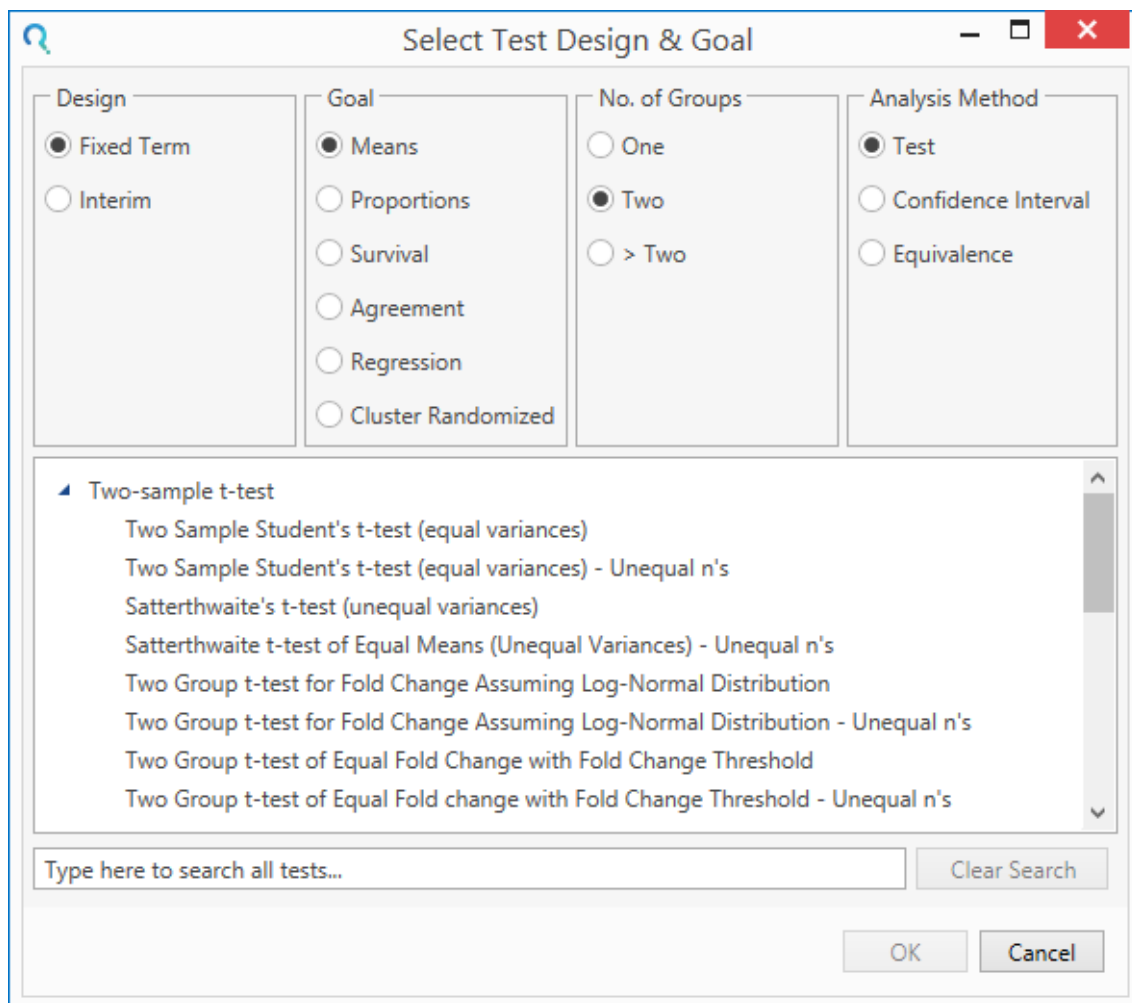 Select Test Design & Goal
Design
Fixed Term
Interim
Goal
Means
Proportions
Survival
Agreement
Regression
Cluster Randomized
No. of Groups
One
Two
> Two
Analysis Method
Test
Confidence Interval
Equivalence
Two-sample t-test
Two Sample Student's t-test (equal variances)
Two Sample Student's t-test (equal variances) - Unequal n's
Satterthwaite's t-test (unequal variances)
Satterthwaite t-test of Equal Means (Unequal Variances) - Unequal n's
Two Group t-test for Fold Change Assuming Log-Normal Distribution
Two Group t-test for Fold Change Assuming Log-Normal Distribution - Unequal n's
Two Group t-test of Equal Fold Change with Fold Change Threshold
Two Group t-test of Equal Fold change with Fold Change Threshold - Unequal n's
Type here to search all tests...
Clear Search
OK
Cancel